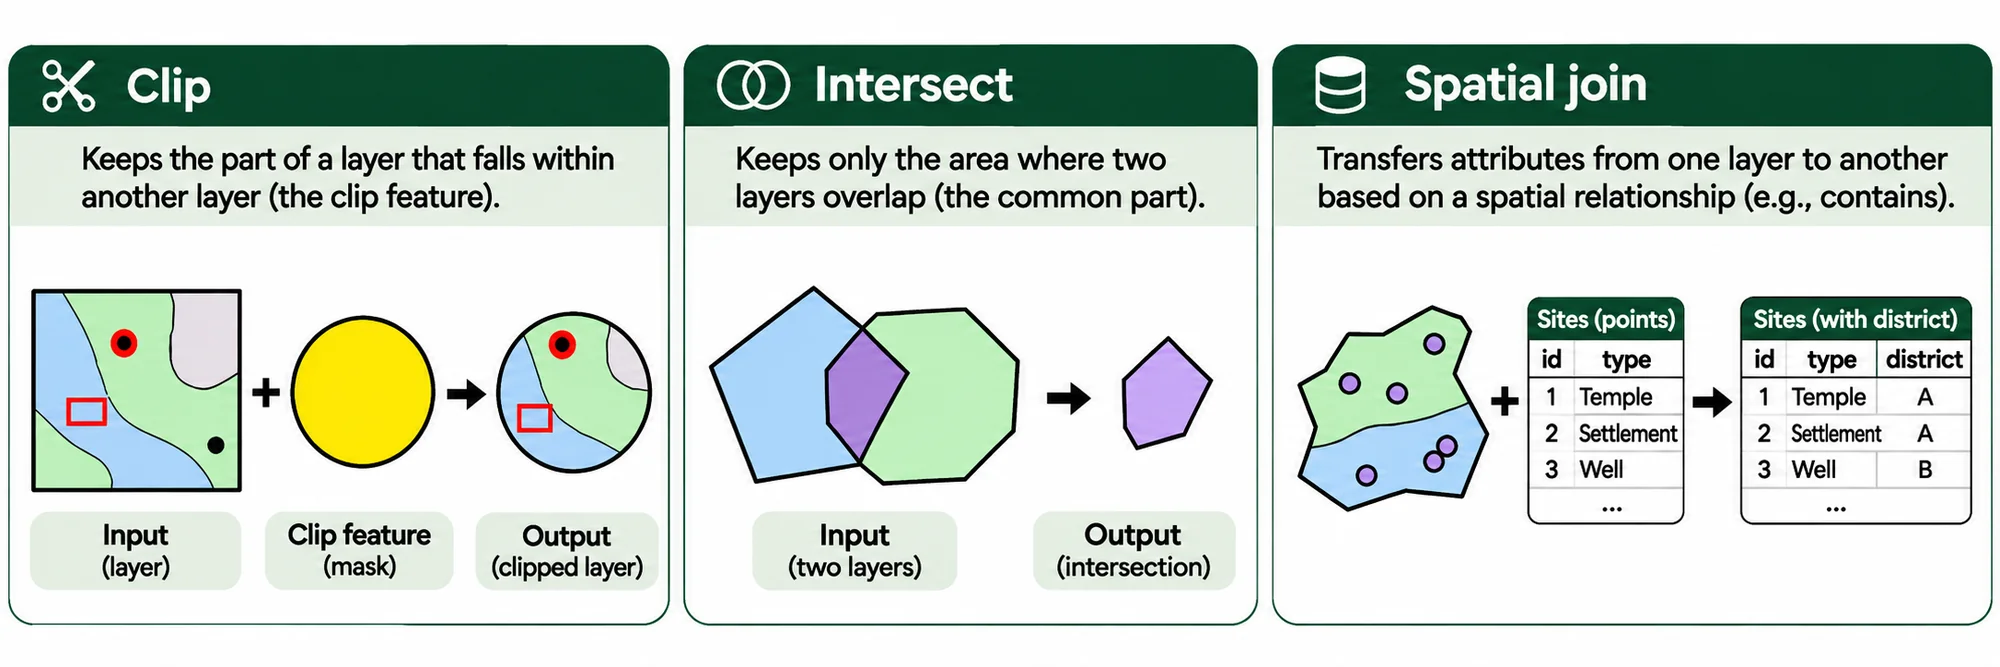 Clip
Keeps the part of a layer that falls within
another layer (the clip feature).
Input
(layer)
Clip feature
(mask)
Output
(clipped layer)
Intersect
Keeps only the area where two
layers overlap (the common part).
Input
(two layers)
Output
(intersection)
Spatial join
Transfers attributes from one layer to another
based on a spatial relationship (e.g., contains).
Sites (points)
id type
1 Temple
2 Settlement
3 Well
...
Sites (with district)
id type district
1 Temple A
2 Settlement A
3 Well B
...